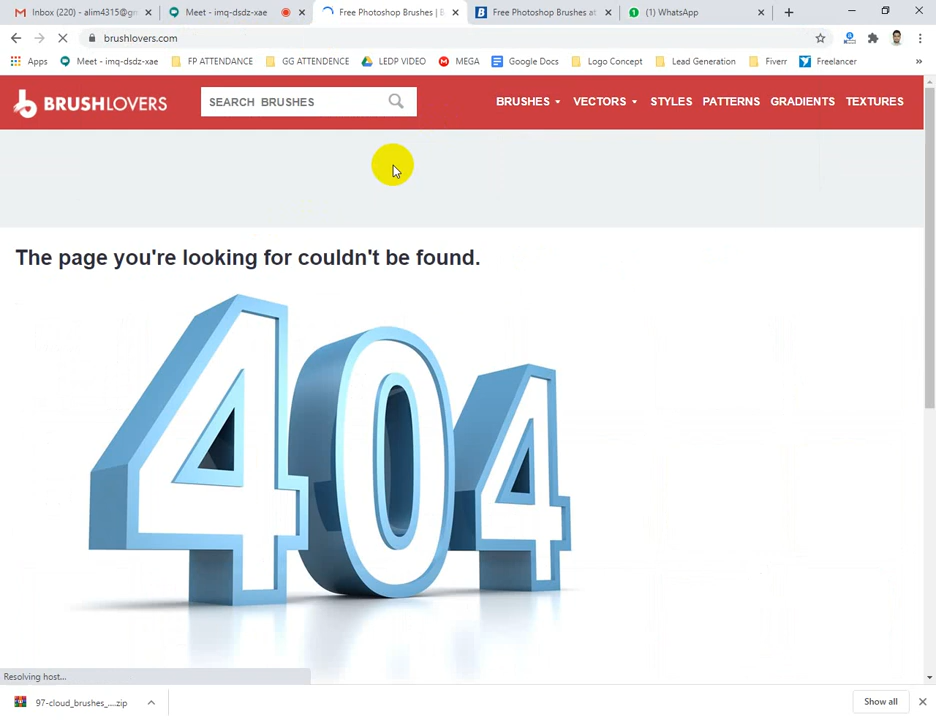 Inbox (220) - alim4315@gm
Meet - imq-dsdz-xae
Free Photoshop Brushes | B
Free Photoshop Brushes at
(1) WhatsApp
brushlovers.com
Apps
Meet - imq-dsdz-xae
FP ATTENDANCE
GG ATTENDENCE
LEDP VIDEO
MEGA
Google Docs
Logo Concept
Lead Generation
Fiverr
Freelancer
BRUSHLOVERS
SEARCH BRUSHES
BRUSHES
VECTORS
STYLES
PATTERNS
GRADIENTS
TEXTURES
The page you're looking for couldn't be found.
404
Resolving host...
97-cloud_brushes_....zip
Show all